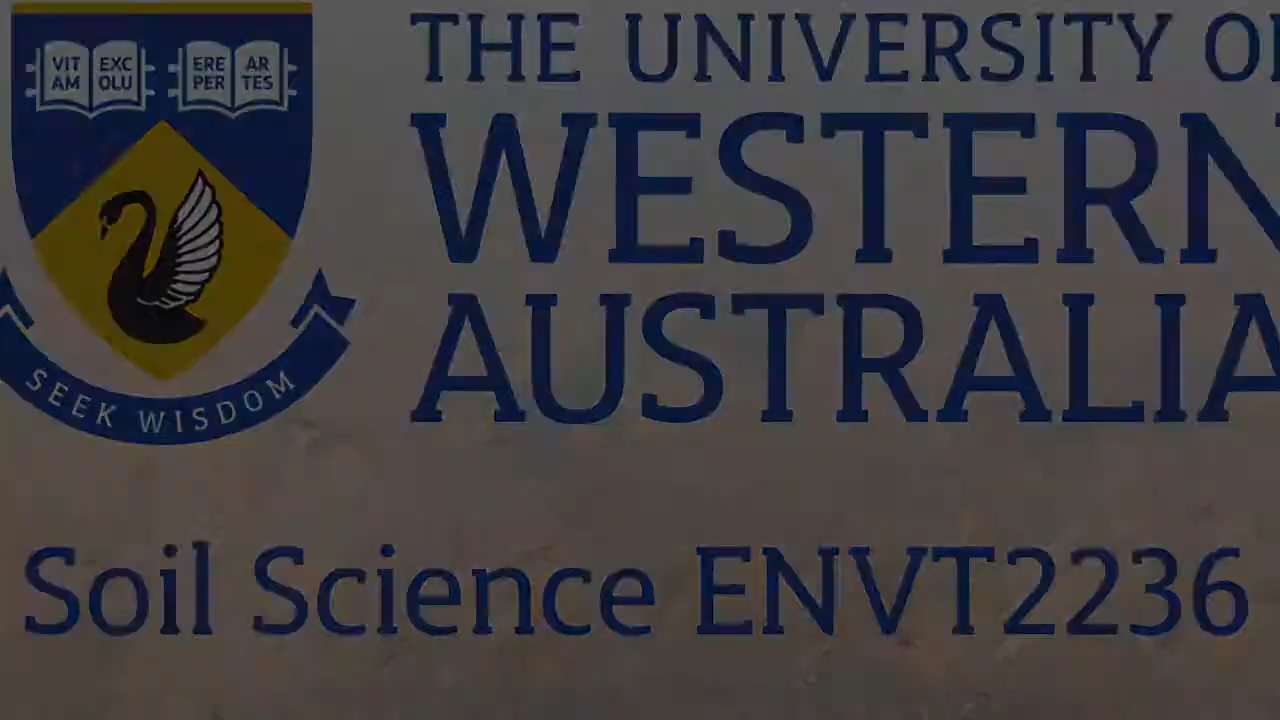 VIT AM EXC OLU ERE PER AR TES
SEEK WISDOM
THE UNIVERSITY OF
WESTERN
AUSTRALIA
Soil Science ENVT2236